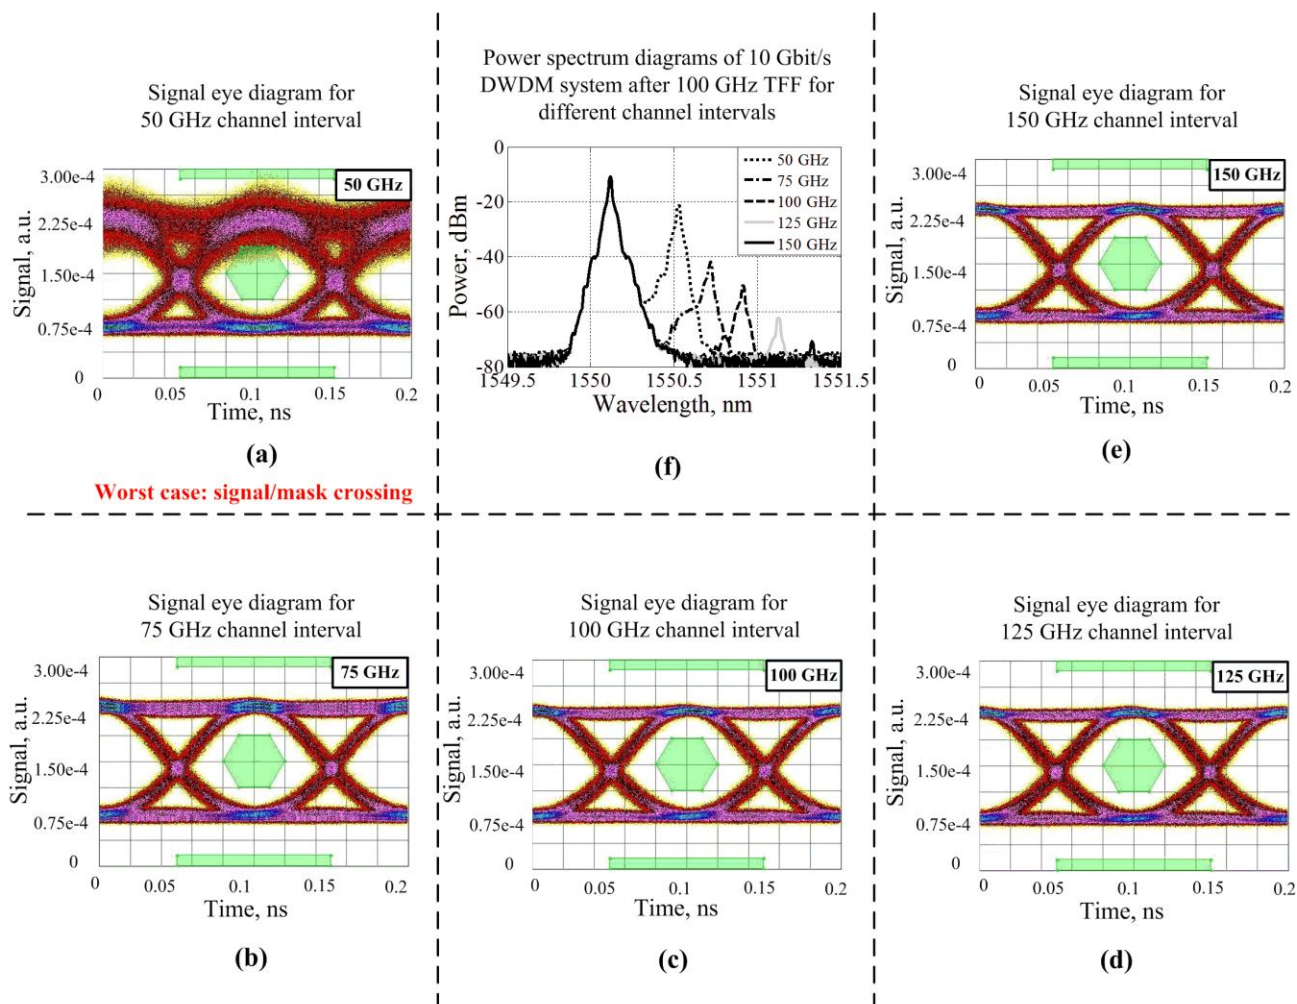 Signal eye diagram for
50 GHz channel interval
50 GHz
3.00e-4
2.25e-4
1.50e-4
0.75e-4
0
Signal, a.u.
0 0.05 0.1 0.15 0.2
Time, ns
(a)
Worst case: signal/mask crossing
Power spectrum diagrams of 10 Gbit/s
DWDM system after 100 GHz TFF for
different channel intervals
0
-20
-40
-60
-80
Power, dBm
50 GHz
75 GHz
100 GHz
125 GHz
150 GHz
1549.5 1550 1550.5 1551 1551.5
Wavelength, nm
(f)
Signal eye diagram for
150 GHz channel interval
150 GHz
3.00e-4
2.25e-4
1.50e-4
0.75e-4
0
Signal, a.u.
0 0.05 0.1 0.15 0.2
Time, ns
(e)
Signal eye diagram for
75 GHz channel interval
75 GHz
3.00e-4
2.25e-4
1.50e-4
0.75e-4
0
Signal, a.u.
0 0.05 0.1 0.15 0.2
Time, ns
(b)
Signal eye diagram for
100 GHz channel interval
100 GHz
3.00e-4
2.25e-4
1.50e-4
0.75e-4
0
Signal, a.u.
0 0.05 0.1 0.15 0.2
Time, ns
(c)
Signal eye diagram for
125 GHz channel interval
125 GHz
3.00e-4
2.25e-4
1.50e-4
0.75e-4
0
Signal, a.u.
0 0.05 0.1 0.15 0.2
Time, ns
(d)